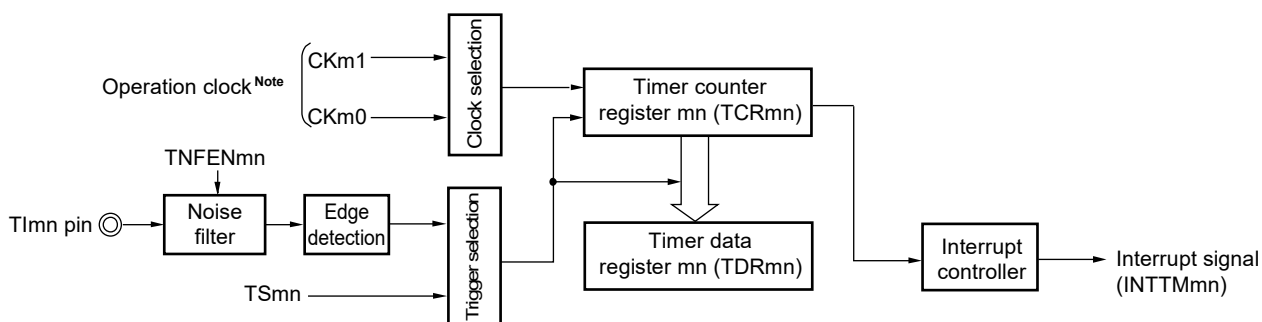 Operation clock Note
CKm1
CKm0
Clock selection
Timer counter
register mn (TCRmn)
TNFENmn
TImn pin
Noise
filter
Edge
detection
TSmn
Trigger selection
Timer data
register mn (TDRmn)
Interrupt
controller
Interrupt signal
(INTTMmn)